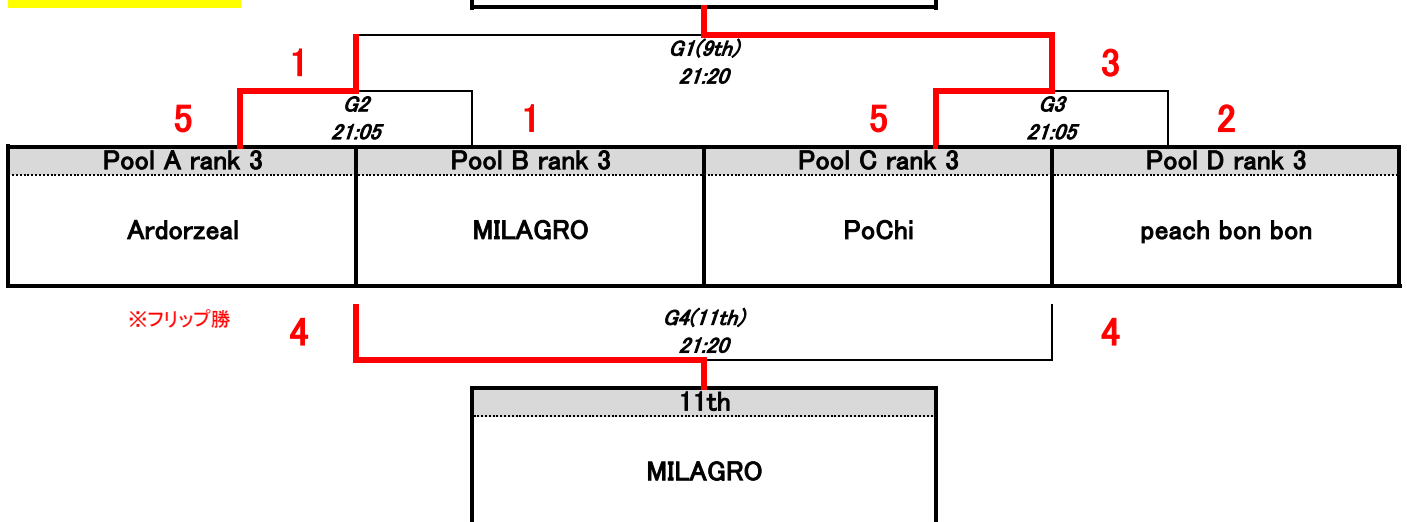 G1(9th)
1
3
21:20
G2
G3
5
21:05
1
5
21:05
2
Pool A rank 3
Pool B rank 3
Pool C rank 3
Pool D rank 3
Ardorzeal
MILAGRO
PoChi
peach bon bon
※フリップ勝
4
G4(11th)
4
21:20
11th
MILAGRO